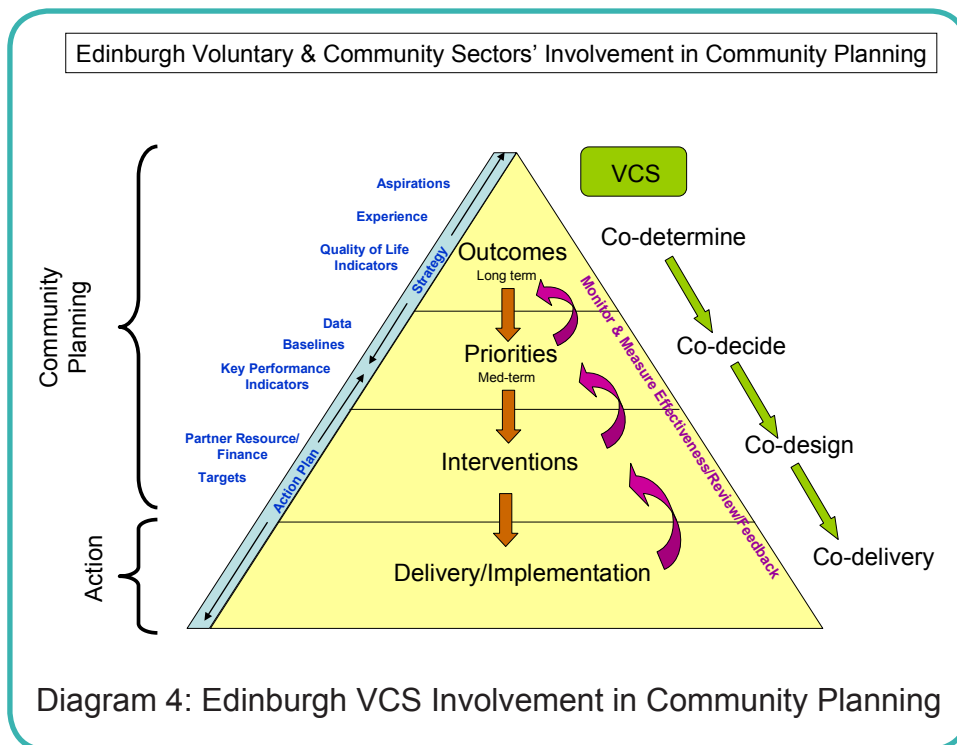 Edinburgh Voluntary & Community Sectors' Involvement in Community Planning
VCS
Community
Planning
Action
Aspirations
Experience
Quality of Life
Indicators
Data
Baselines
Key Performance
Indicators
Partner Resource/
Finance
Targets
Strategy
Action Plan
Outcomes
Long term
Priorities
Med-term
Interventions
Delivery/Implementation
Monitor & Measure Effectiveness/Review/Feedback
Co-determine
Co-decide
Co-design
Co-delivery
Diagram 4: Edinburgh VCS Involvement in Community Planning